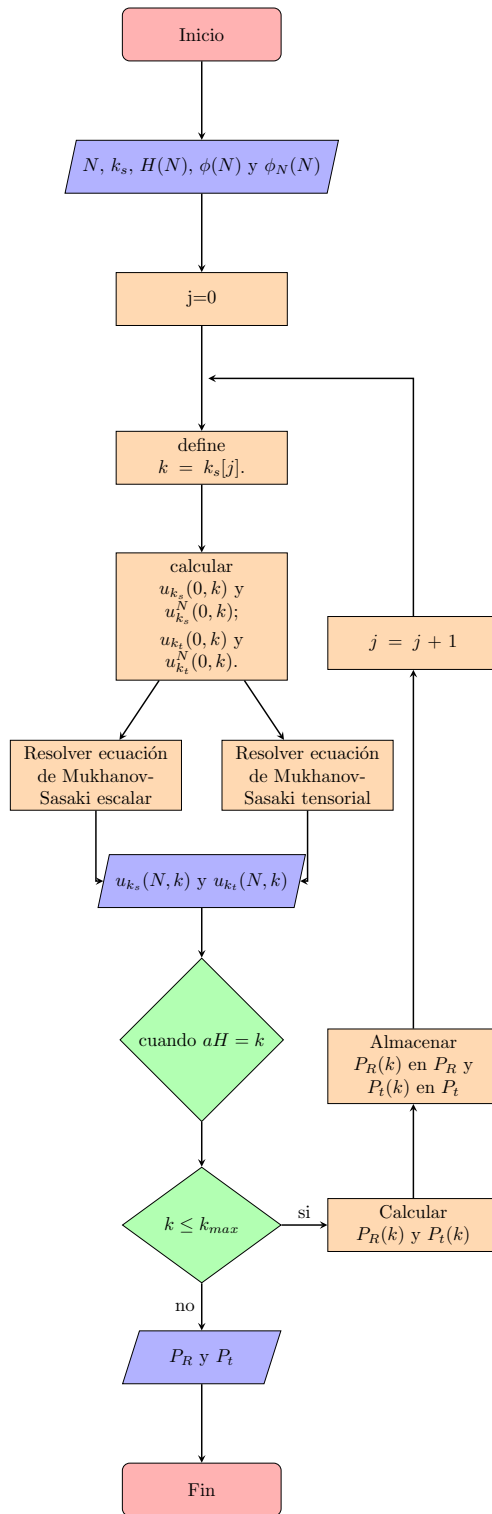 Inicio
N, k_s, H(N), ϕ(N) y ϕ_N(N)
j=0
define
k = k_s[j].
calcular
u_{k_s}(0, k) y
u^N_{k_s}(0, k);
u_{k_t}(0, k) y
u^N_{k_t}(0, k).
j = j + 1
Resolver ecuación
de Mukhanov-
Sasaki escalar
Resolver ecuación
de Mukhanov-
Sasaki tensorial
u_{k_s}(N, k) y u_{k_t}(N, k)
cuando aH = k
Almacenar
P_R(k) en P_R y
P_t(k) en P_t
k ≤ k_{max}
si
Calcular
P_R(k) y P_t(k)
no
P_R y P_t
Fin